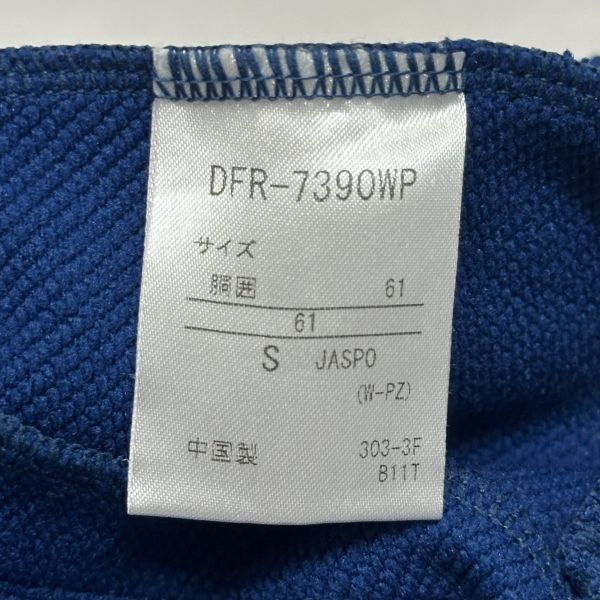 DFR-7390WP
サイズ
胴囲 61
61
S JASPO
(W-PZ)
中国製 303-3F
B11T